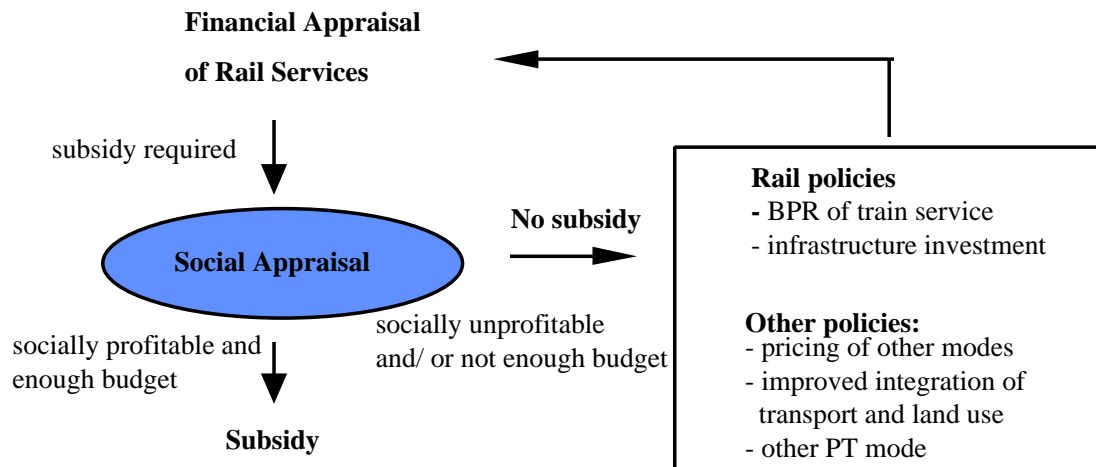 Financial Appraisal
of Rail Services
subsidy required
Social Appraisal
No subsidy
socially unprofitable
and/ or not enough budget
socially profitable and
enough budget
Subsidy
Rail policies
- BPR of train service
- infrastructure investment
Other policies:
- pricing of other modes
- improved integration of
transport and land use
- other PT mode